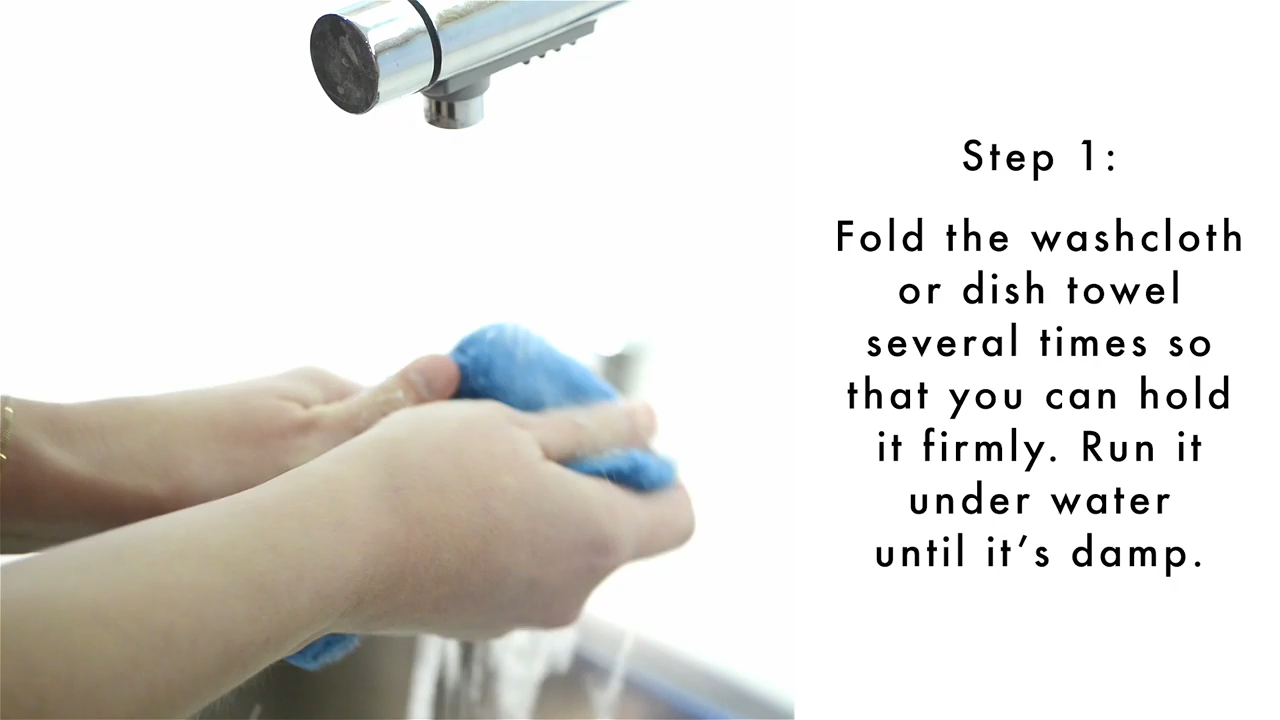 Step 1:
Fold the washcloth
or dish towel
several times so
that you can hold
it firmly. Run it
under water
until it’s damp.